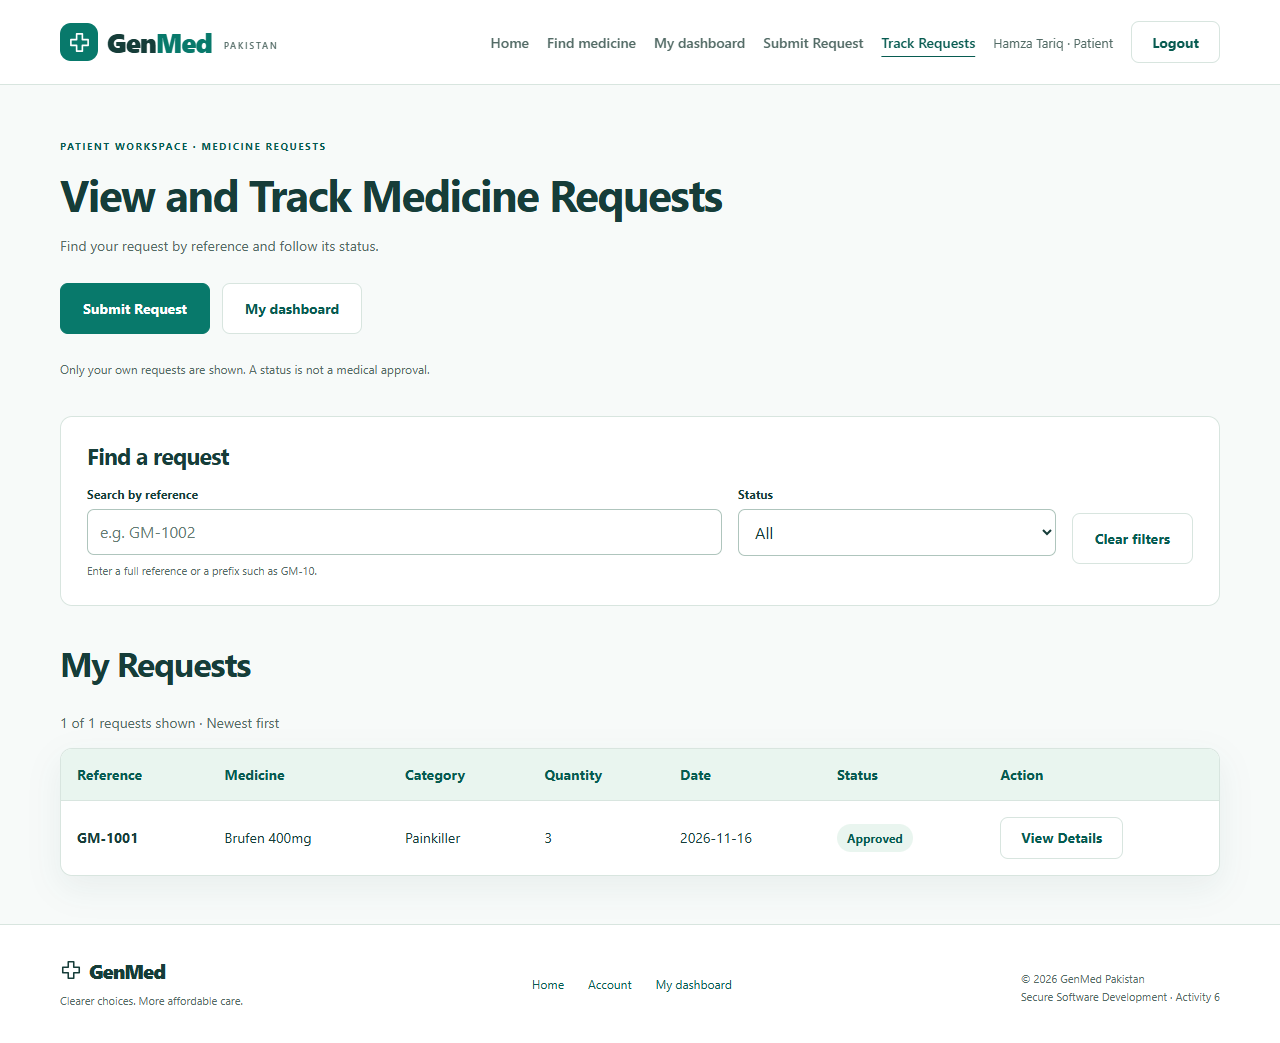 GenMed PAKISTAN
Home Find medicine My dashboard Submit Request Track Requests Hamza Tariq · Patient Logout
PATIENT WORKSPACE · MEDICINE REQUESTS
View and Track Medicine Requests
Find your request by reference and follow its status.
Submit Request My dashboard
Only your own requests are shown. A status is not a medical approval.
Find a request
Search by reference Status
e.g. GM-1002 All Clear filters
Enter a full reference or a prefix such as GM-10.
My Requests
1 of 1 requests shown · Newest first
Reference Medicine Category Quantity Date Status Action
GM-1001 Brufen 400mg Painkiller 3 2026-11-16 Approved View Details
GenMed
Clearer choices. More affordable care.
Home Account My dashboard
© 2026 GenMed Pakistan
Secure Software Development · Activity 6